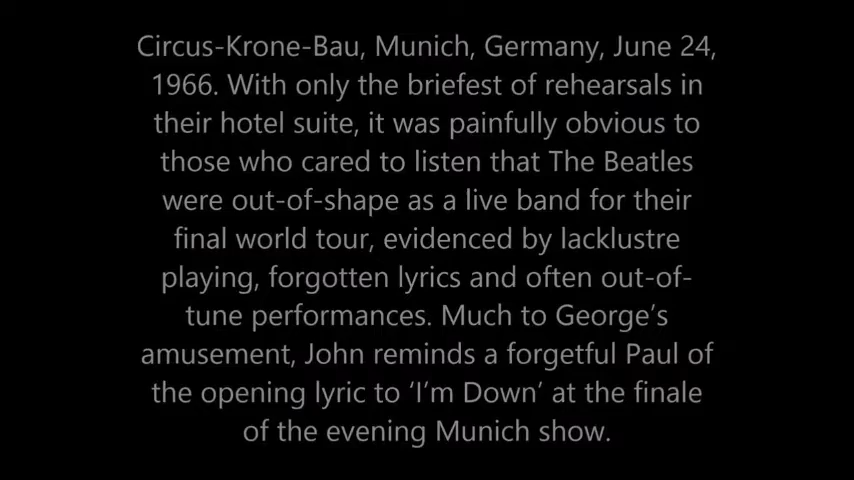 Circus-Krone-Bau, Munich, Germany, June 24,
1966. With only the briefest of rehearsals in
their hotel suite, it was painfully obvious to
those who cared to listen that The Beatles
were out-of-shape as a live band for their
final world tour, evidenced by lacklustre
playing, forgotten lyrics and often out-of-
tune performances. Much to George’s
amusement, John reminds a forgetful Paul of
the opening lyric to ‘I’m Down’ at the finale
of the evening Munich show.